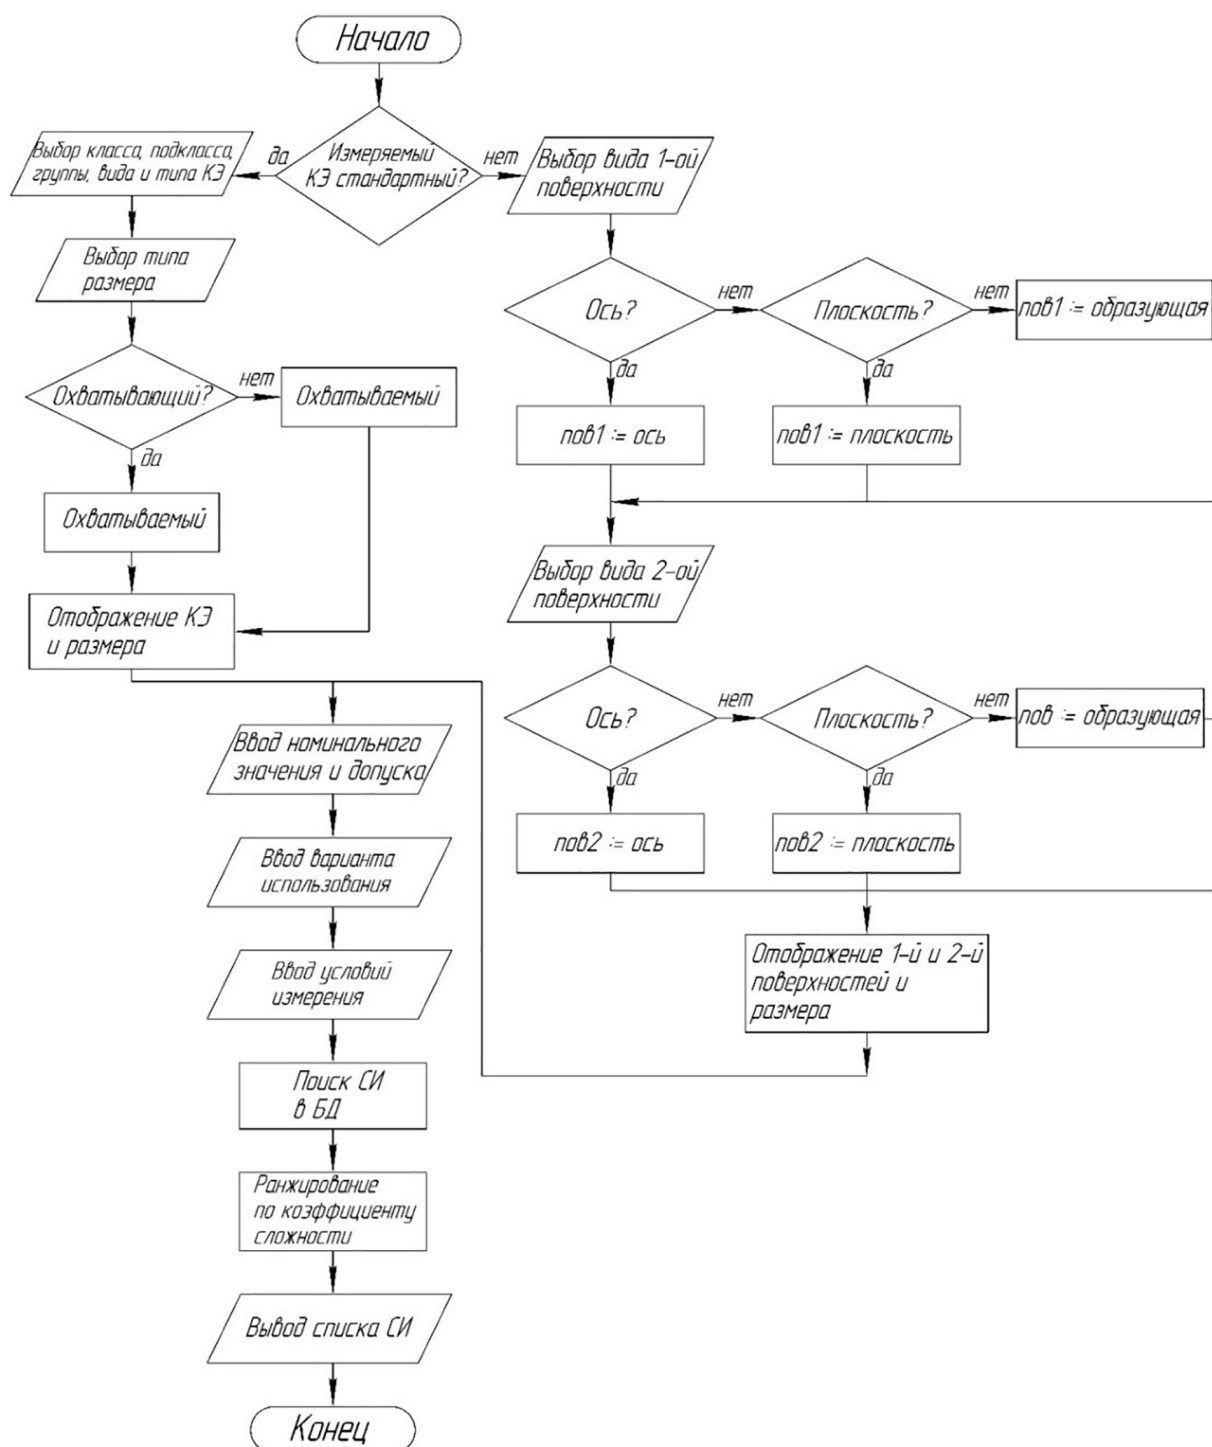 Начало
Измеряемый
КЭ стандартный?
да
нет
Выбор класса, подкласса,
группы, вида и типа КЭ
Выбор типа
размера
Охватывающий?
нет
Охватываемый
да
Охватываемый
Отображение КЭ
и размера
Выбор вида 1-ой
поверхности
Ось?
нет
Плоскость?
нет
пов1 := образующая
да
да
пов1 := ось
пов1 := плоскость
Выбор вида 2-ой
поверхности
Ось?
нет
Плоскость?
нет
пов := образующая
да
да
пов2 := ось
пов2 := плоскость
Отображение 1-й и 2-й
поверхностей и
размера
Ввод номинального
значения и допуска
Ввод варианта
использования
Ввод условий
измерения
Поиск СИ
в БД
Ранжирование
по коэффициенту
сложности
Вывод списка СИ
Конец